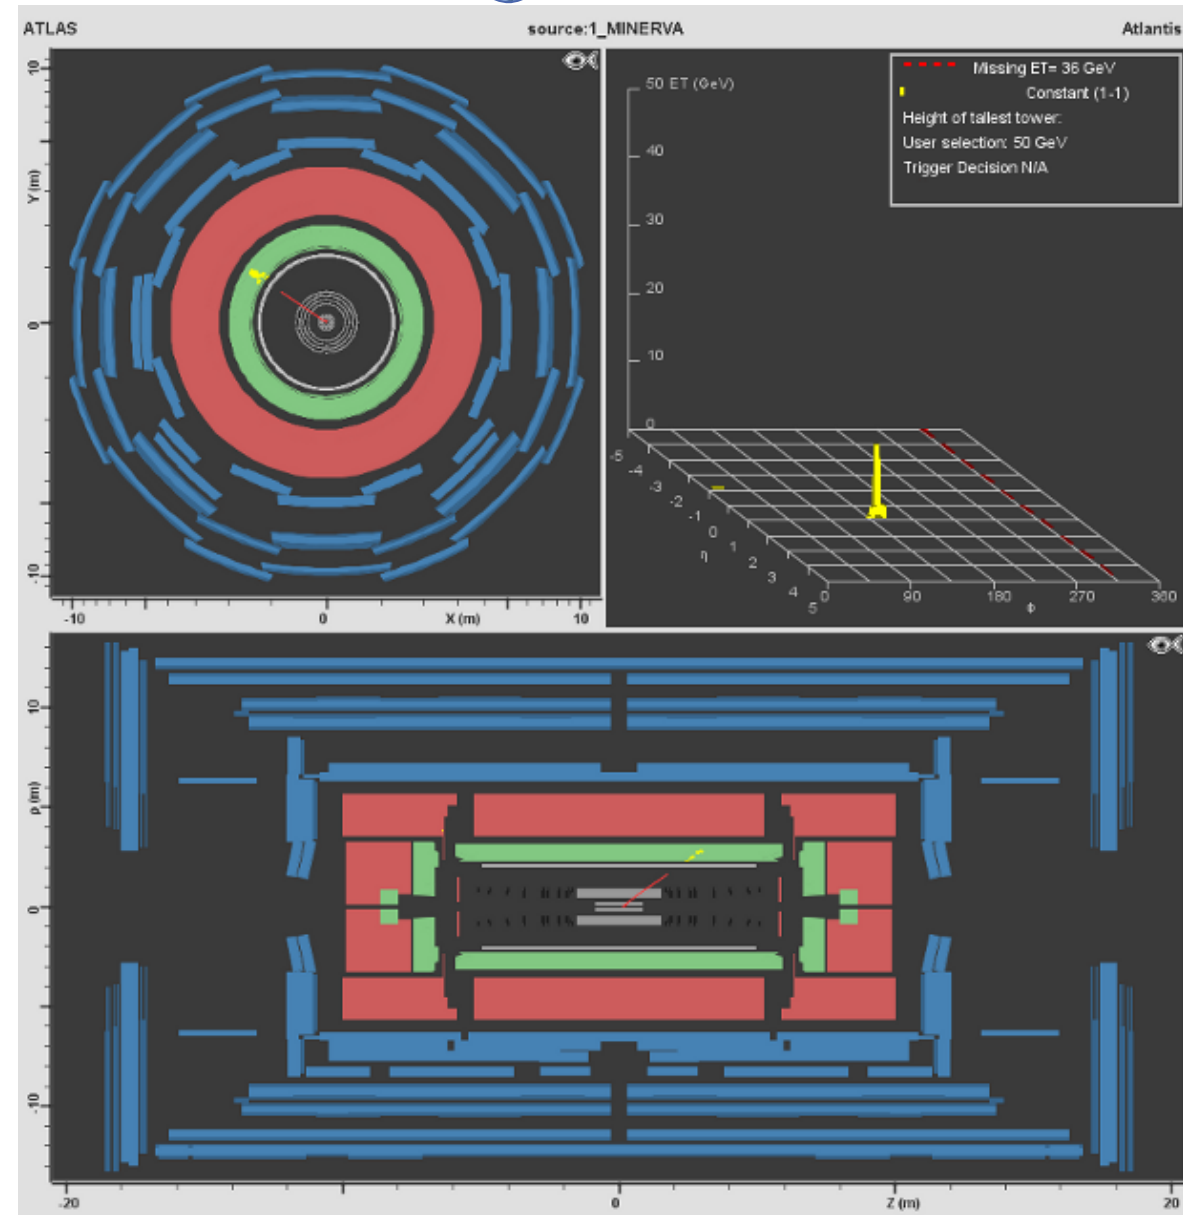 ATLAS source:1_MINERVA Atlantis
10
Y (m)
0
-10
-10 0 X (m) 10
50 ET (GeV)
40
30
20
10
0
Missing ET= 36 GeV
Constant (1-1)
Height of tallest tower:
User selection: 50 GeV
Trigger Decision N/A
-5
-4
-3
-2
-1
0
1
2
3
4
5
η
0 90 180 270 360
Φ
10
ρ (m)
0
-10
-20 0 Z (m) 20